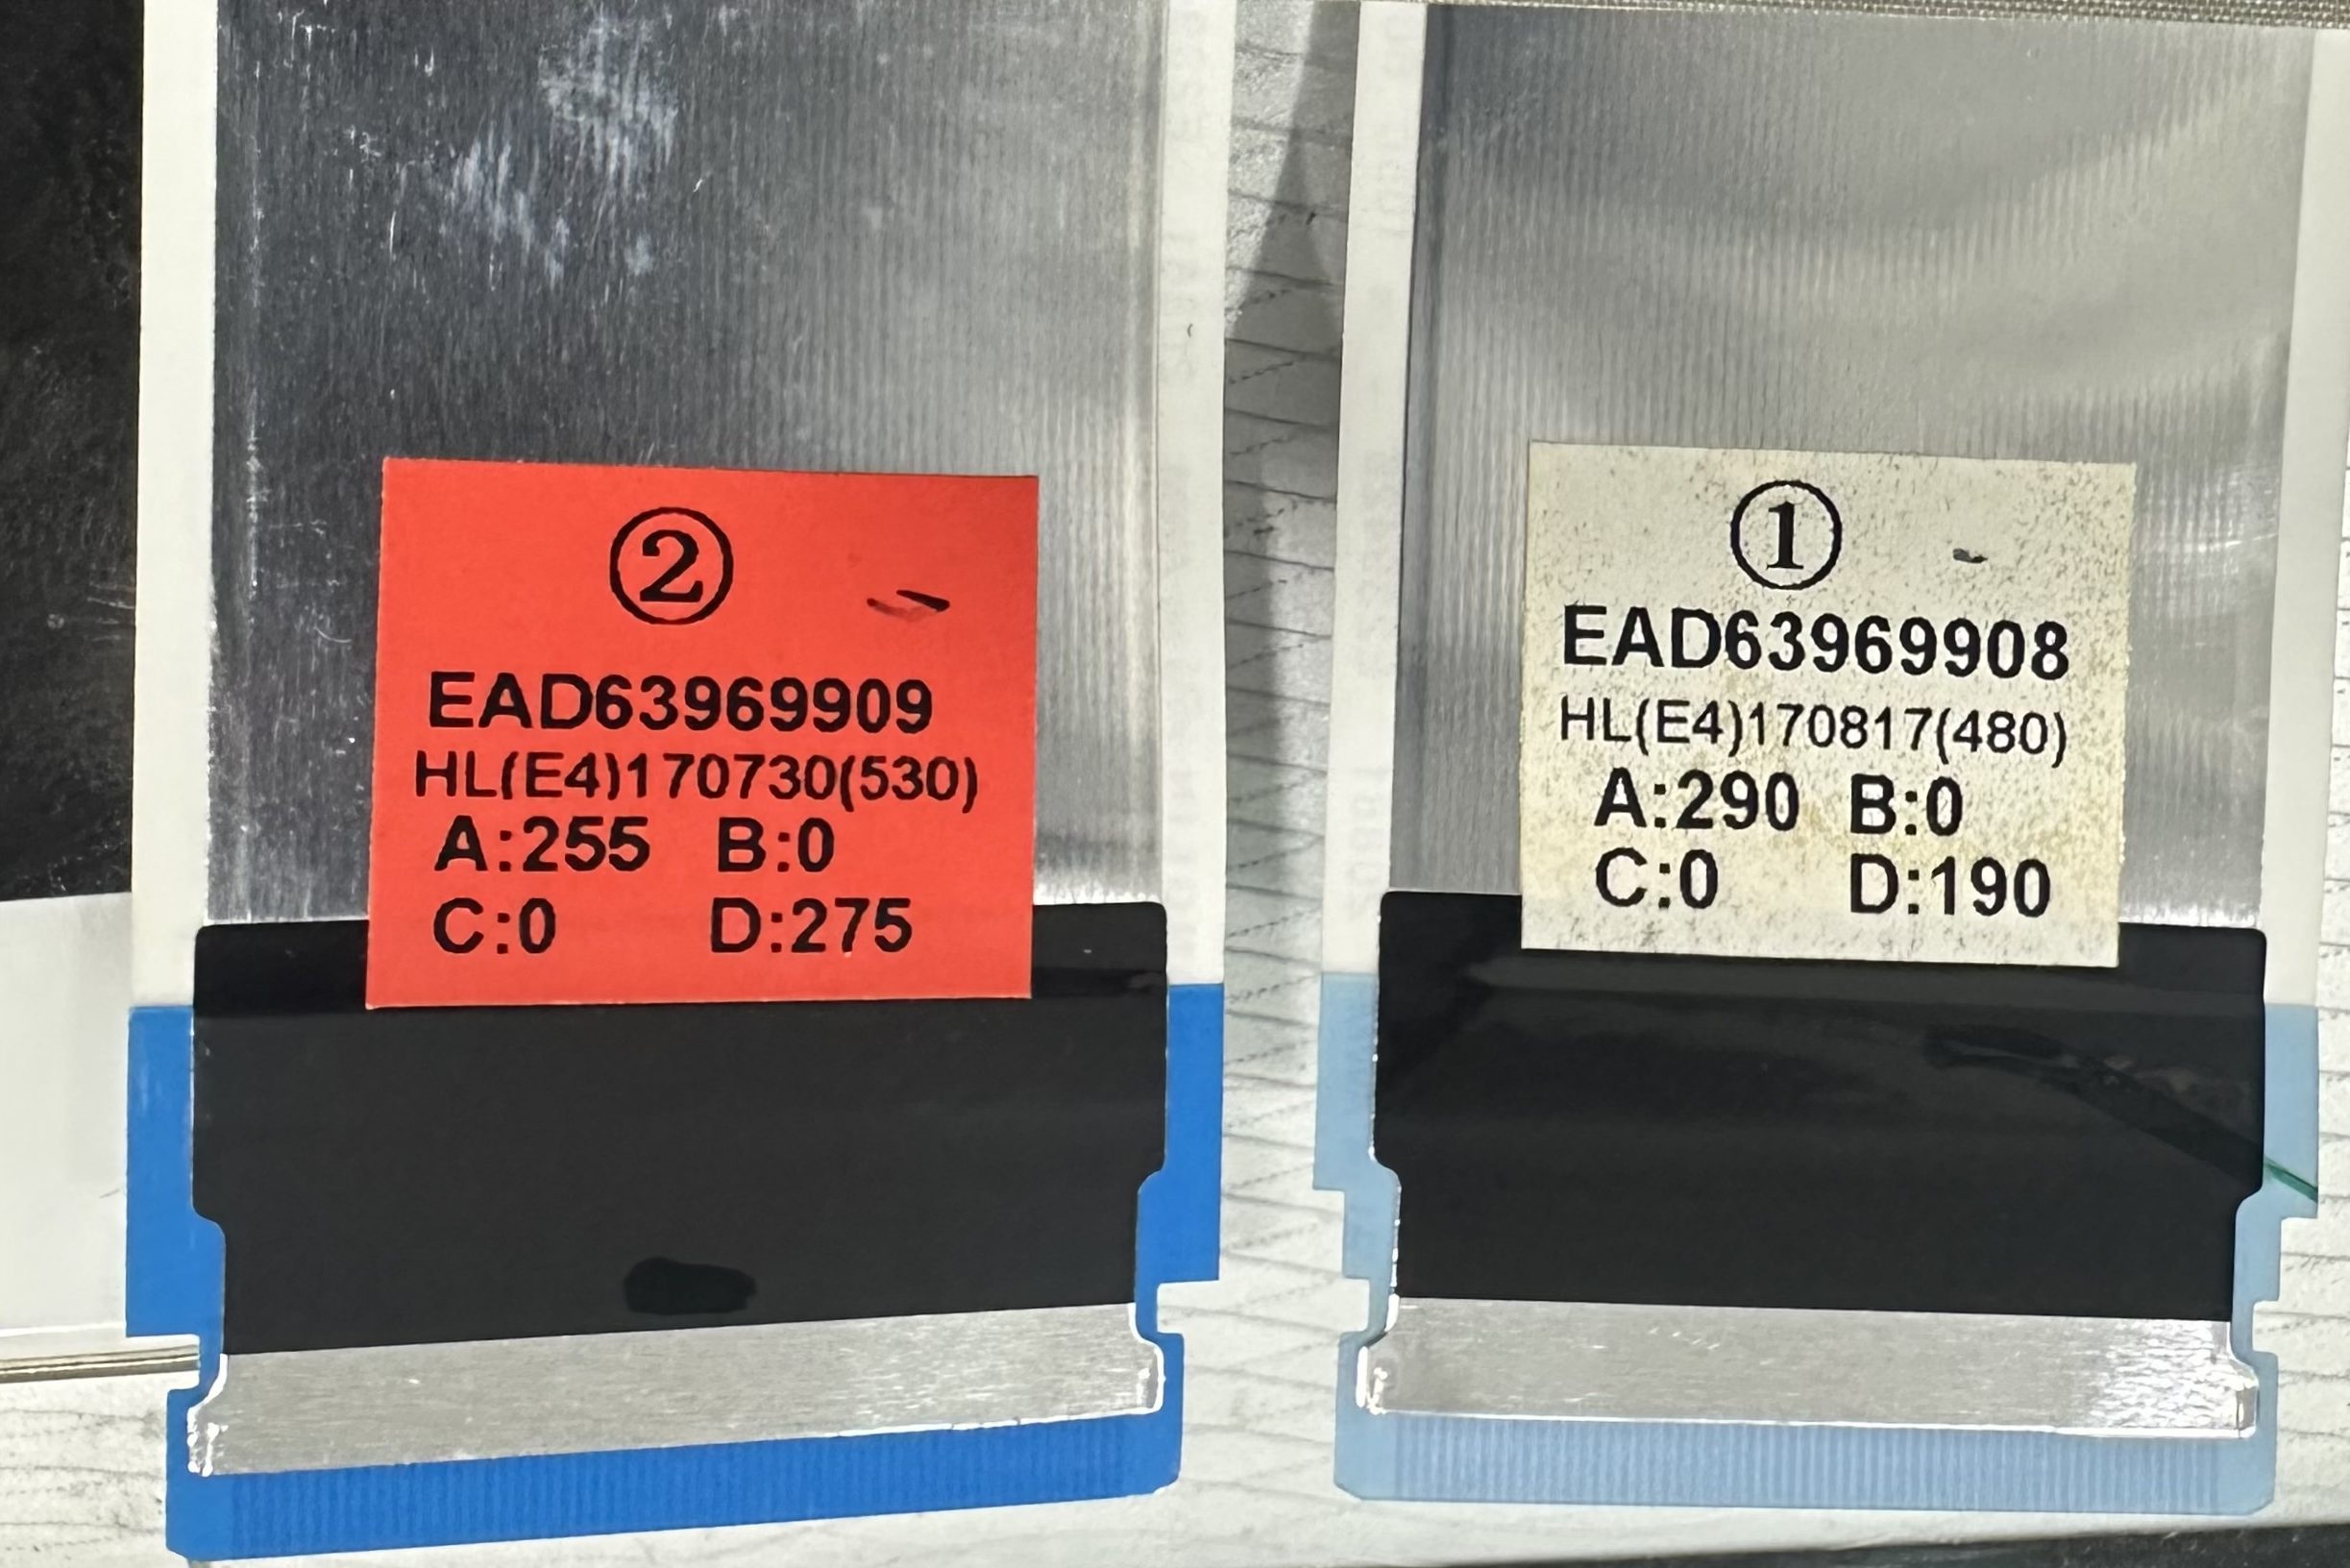 ②
EAD63969909
HL(E4)170730(530)
A:255 B:0
C:0 D:275
①
EAD63969908
HL(E4)170817(480)
A:290 B:0
C:0 D:190